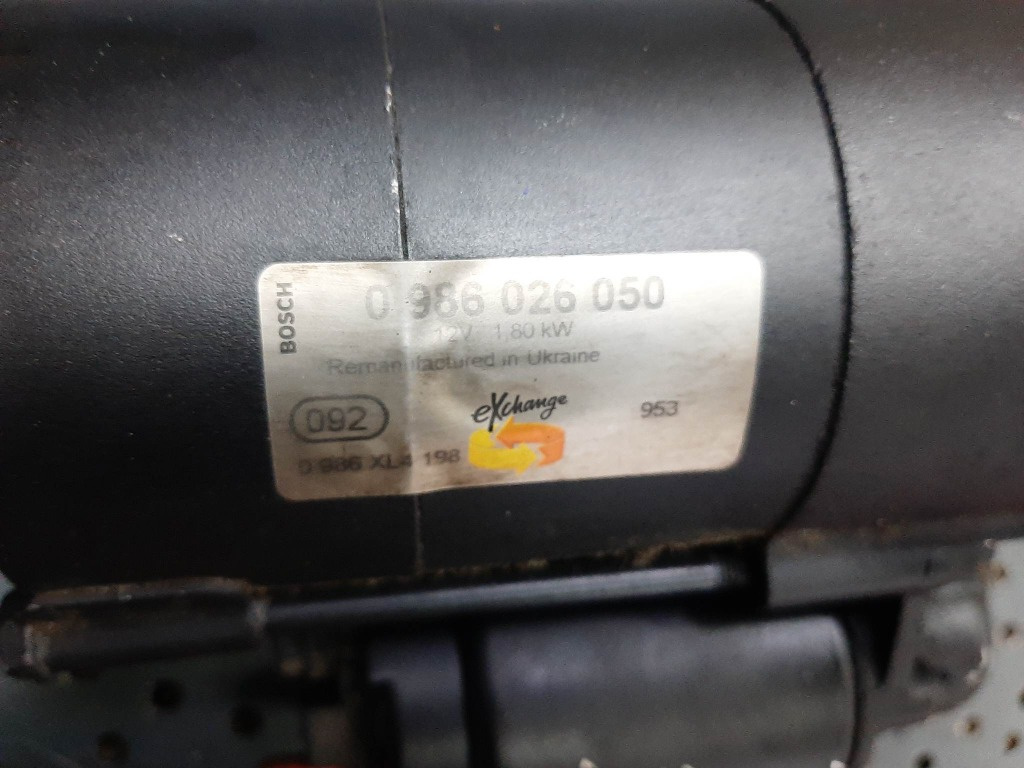 BOSCH
0 986 026 050
12V 1,80 kW
Remanufactured in Ukraine
092
eXchange
953
0 986 XL4 198